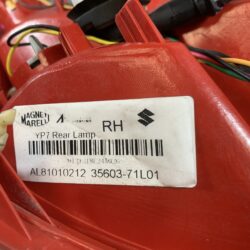 MAGNETI
MARELLI
RH
YP7 Rear Lamp
AL81010212 35603-71L01